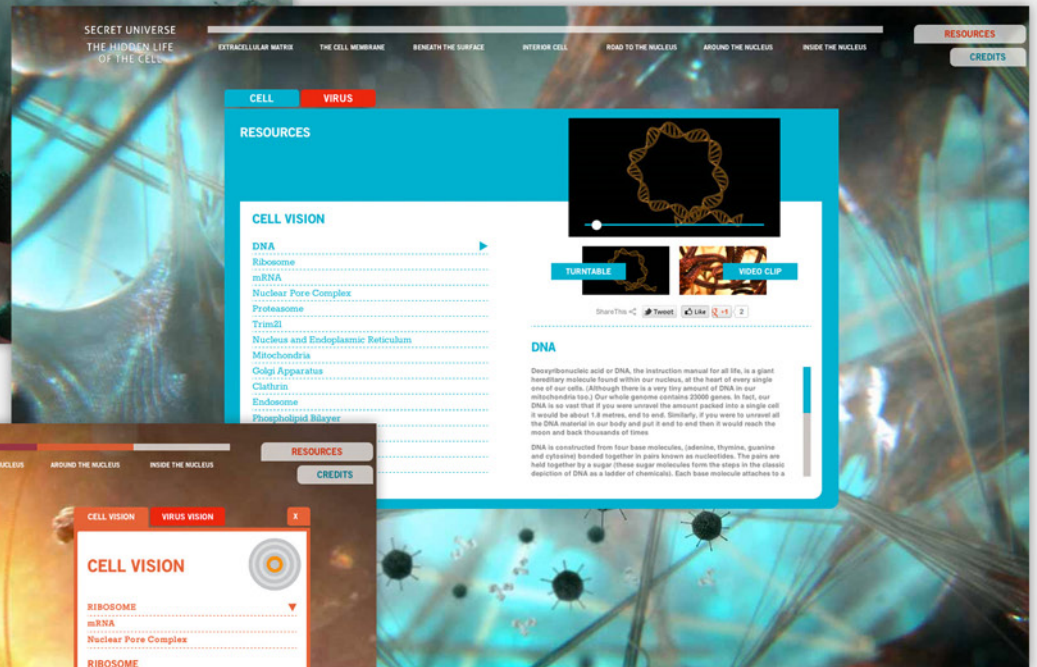 SECRET UNIVERSE
THE HIDDEN LIFE
OF THE CELL
EXTRACELLULAR MATRIX THE CELL MEMBRANE BENEATH THE SURFACE INTERIOR CELL ROAD TO THE NUCLEUS AROUND THE NUCLEUS INSIDE THE NUCLEUS
RESOURCES
CREDITS
CELL VIRUS
RESOURCES
CELL VISION
DNA
Ribosome
mRNA
Nuclear Pore Complex
Proteasome
Trim21
Nucleus and Endoplasmic Reticulum
Mitochondria
Golgi Apparatus
Clathrin
Endosome
Phospholipid Bilayer
TURNTABLE VIDEO CLIP
ShareThis Tweet Like +1 2
DNA
Deoxyribonucleic acid or DNA, the instruction manual for all life, is a giant
hereditary molecule found within our nucleus, at the heart of every single
one of our cells. (Although there is a very tiny amount of DNA in our
mitochondria too.) Our whole genome contains 23000 genes. In fact, our
DNA is so vast that if you were unravel the amount packed into a single cell
it would be about 1.8 metres, end to end. Similarly, if you were to unravel all
the DNA material in our body and put it end to end then it would reach the
moon and back thousands of times
DNA is constructed from four base molecules, (adenine, thymine, guanine
and cytosine) bonded together in pairs known as nucleotides. The pairs are
held together by a sugar (these sugar molecules form the steps in the classic
depiction of DNA as a ladder of chemicals). Each base molecule attaches to a
NUCLEUS AROUND THE NUCLEUS INSIDE THE NUCLEUS
RESOURCES
CREDITS
CELL VISION VIRUS VISION X
CELL VISION
RIBOSOME
mRNA
Nuclear Pore Complex
RIBOSOME